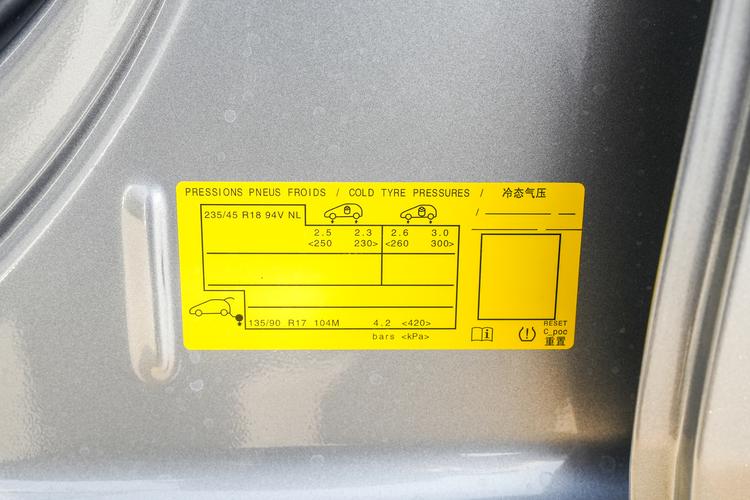 PRESSIONS PNEUS FROIDS / COLD TYRE PRESSURES / 冷态气压
235/45 R18 94V NL
/
2.5 2.3 2.6 3.0
<250 230> <260 300>
135/90 R17 104M 4.2 <420>
bars <kPa>
RESET
C_poc
重置